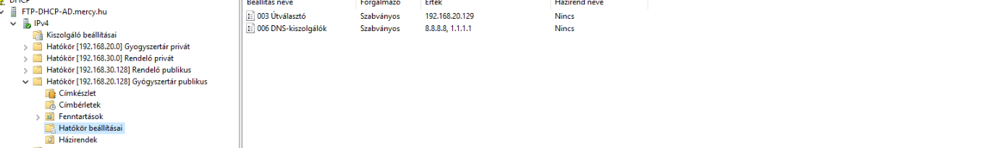 DHCP
FTP-DHCP-AD.mercy.hu
IPv4
Kiszolgáló beállításai
Hatókör [192.168.20.0] Gyogyszertár privát
Hatókör [192.168.30.0] Rendelő privát
Hatókör [192.168.30.128] Rendelő publikus
Hatókör [192.168.20.128] Gyógyszertár publikus
Címkészlet
Címbérletek
Fenntartások
Hatókör beállításai
Házirendek
Beállítás neve Forgalmazó Érték Házirend neve
003 Útválasztó Szabványos 192.168.20.129 Nincs
006 DNS-kiszolgálók Szabványos 8.8.8.8, 1.1.1.1 Nincs